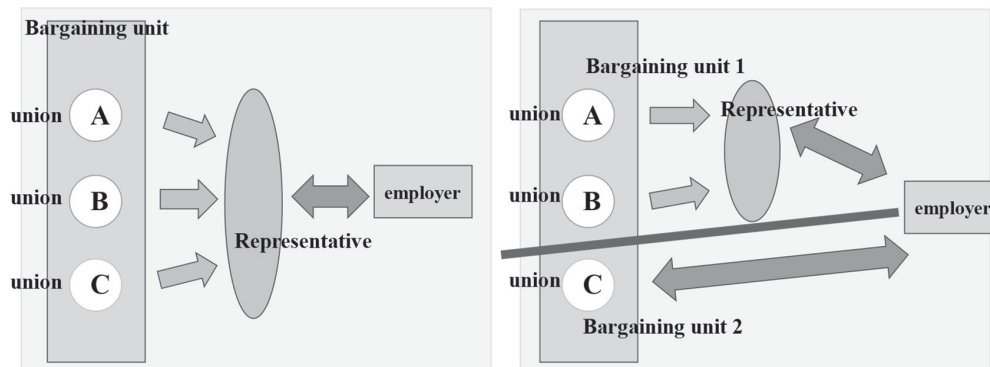 Bargaining unit
union A
union B
union C
Representative
employer
Bargaining unit 1
union A
Representative
union B
employer
union C
Bargaining unit 2